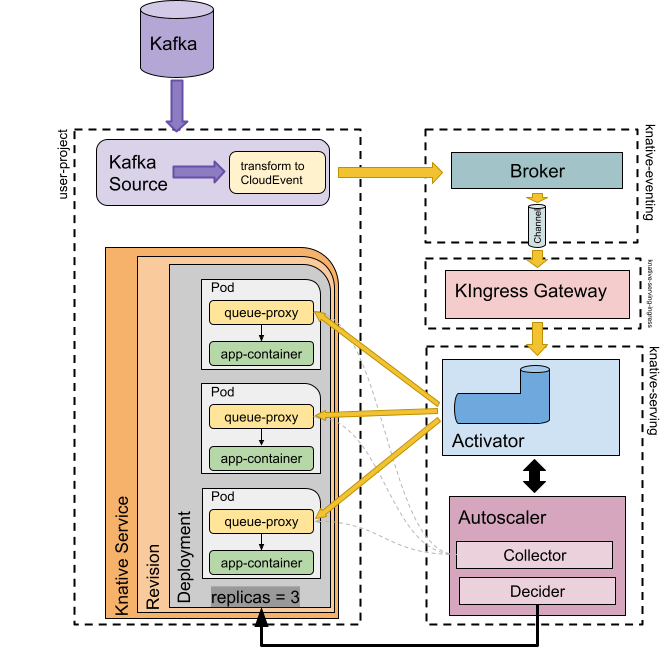 Kafka
user-project
Kafka
Source
transform to
CloudEvent
knative-eventing
Broker
Channel
knative-serving-ingress
KIngress Gateway
knative-serving
Activator
Autoscaler
Collector
Decider
Knative Service
Revision
Deployment
Pod
queue-proxy
app-container
Pod
queue-proxy
app-container
Pod
queue-proxy
app-container
replicas = 3